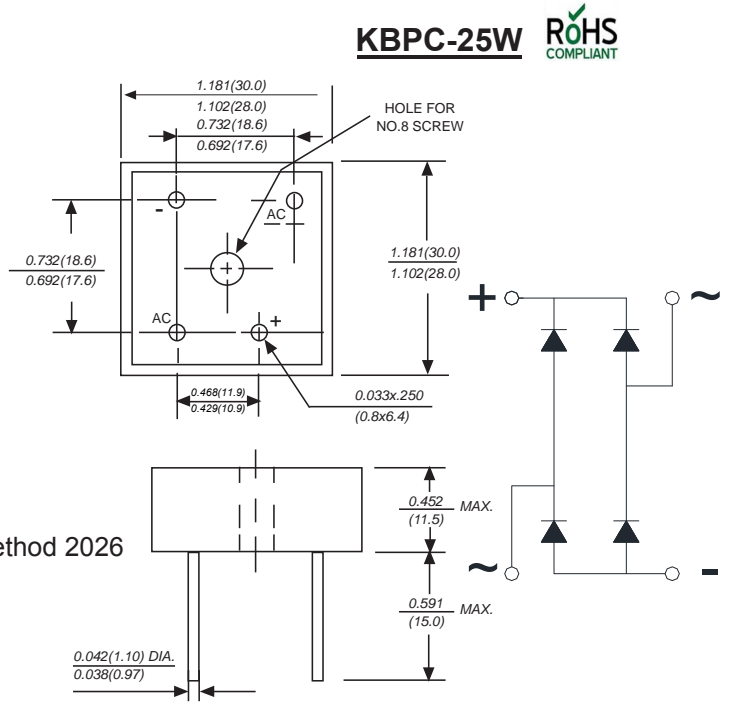 KBPC-25W
RoHS
COMPLIANT
1.181(30.0)
1.102(28.0)
0.732(18.6)
0.692(17.6)
HOLE FOR
NO.8 SCREW
-
AC
0.732(18.6)
0.692(17.6)
1.181(30.0)
1.102(28.0)
+
~
AC
+
0.468(11.9)
0.429(10.9)
0.033x.250
(0.8x6.4)
0.452
(11.5)
MAX.
ethod 2026
~
-
0.591
(15.0)
MAX.
0.042(1.10) DIA.
0.038(0.97)